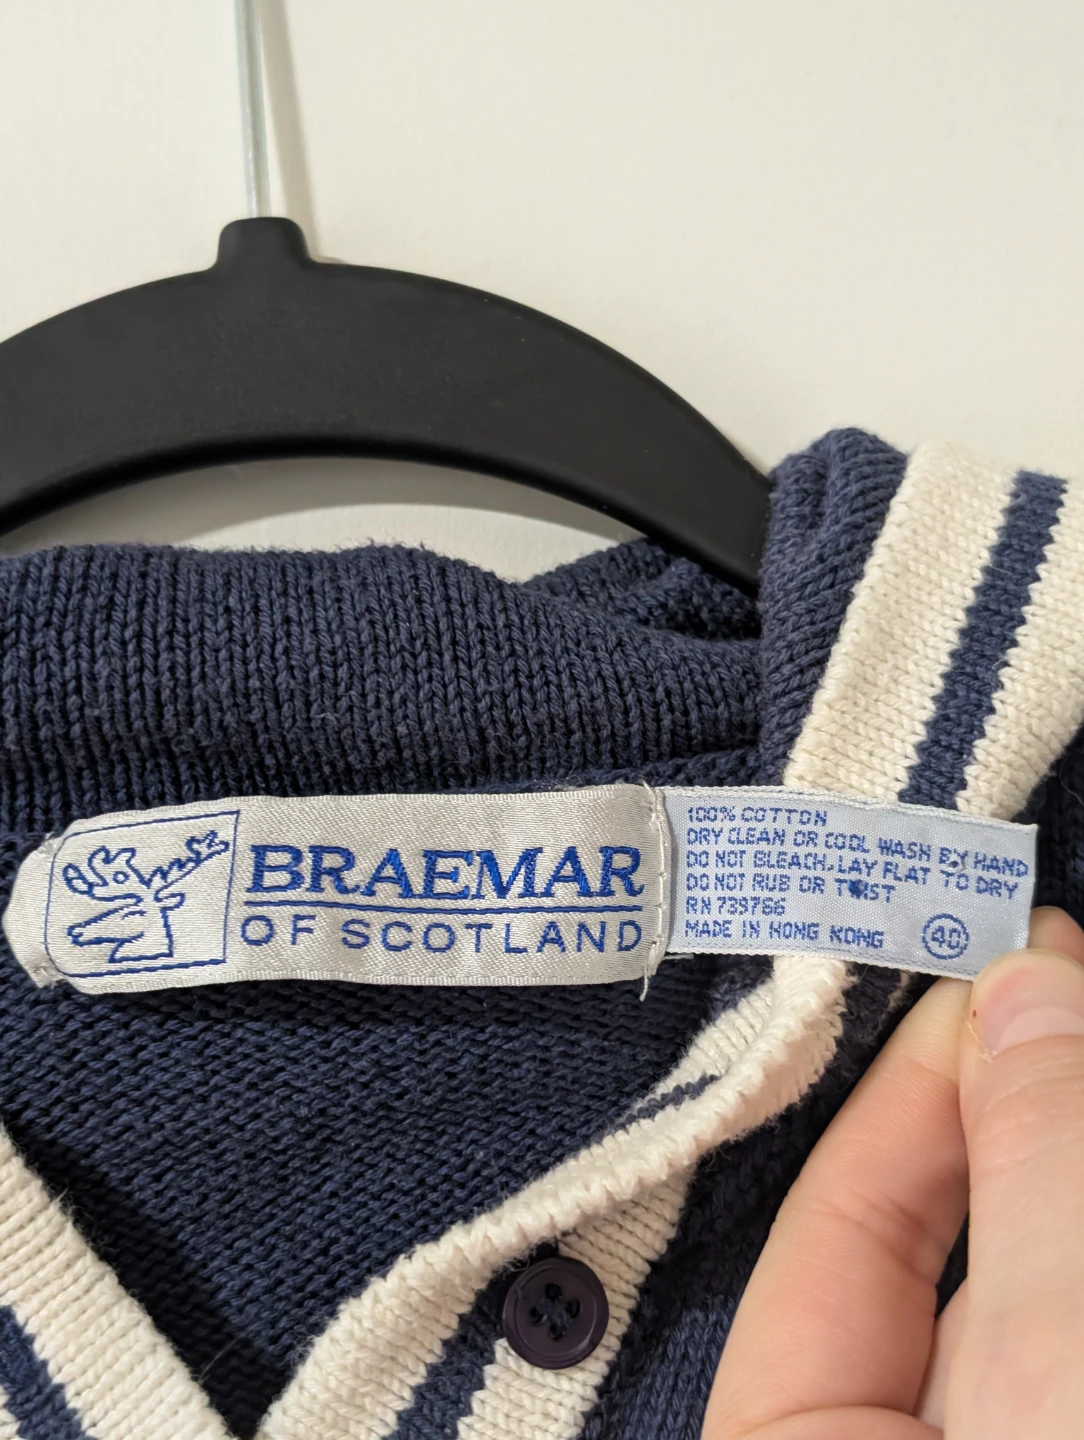 BRAEMAR
OF SCOTLAND
100% COTTON
DRY CLEAN OR COOL WASH BY HAND
DO NOT BLEACH. LAY FLAT TO DRY
DO NOT RUB OR TWIST
RN 739766
MADE IN HONG KONG
40